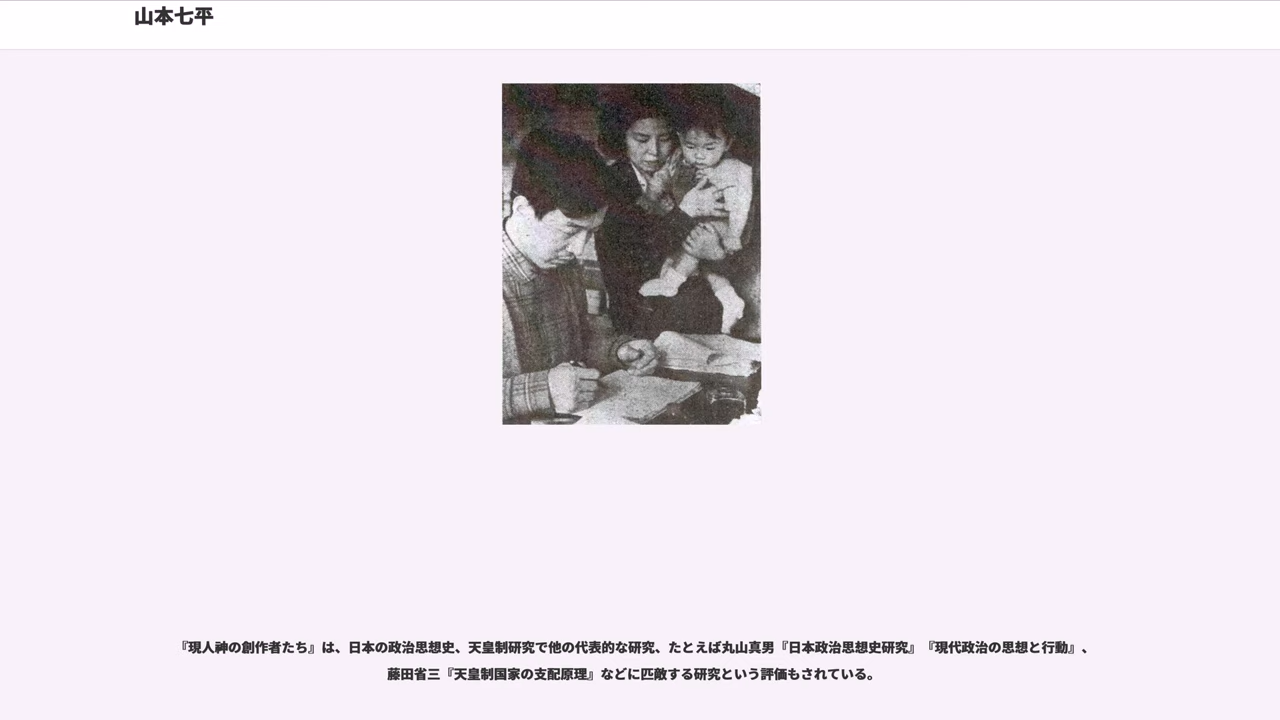 山本七平
『現人神の創作者たち』は、日本の政治思想史、天皇制研究で他の代表的な研究、たとえば丸山真男『日本政治思想史研究』『現代政治の思想と行動』、
藤田省三『天皇制国家の支配原理』などに匹敵する研究という評価もされている。